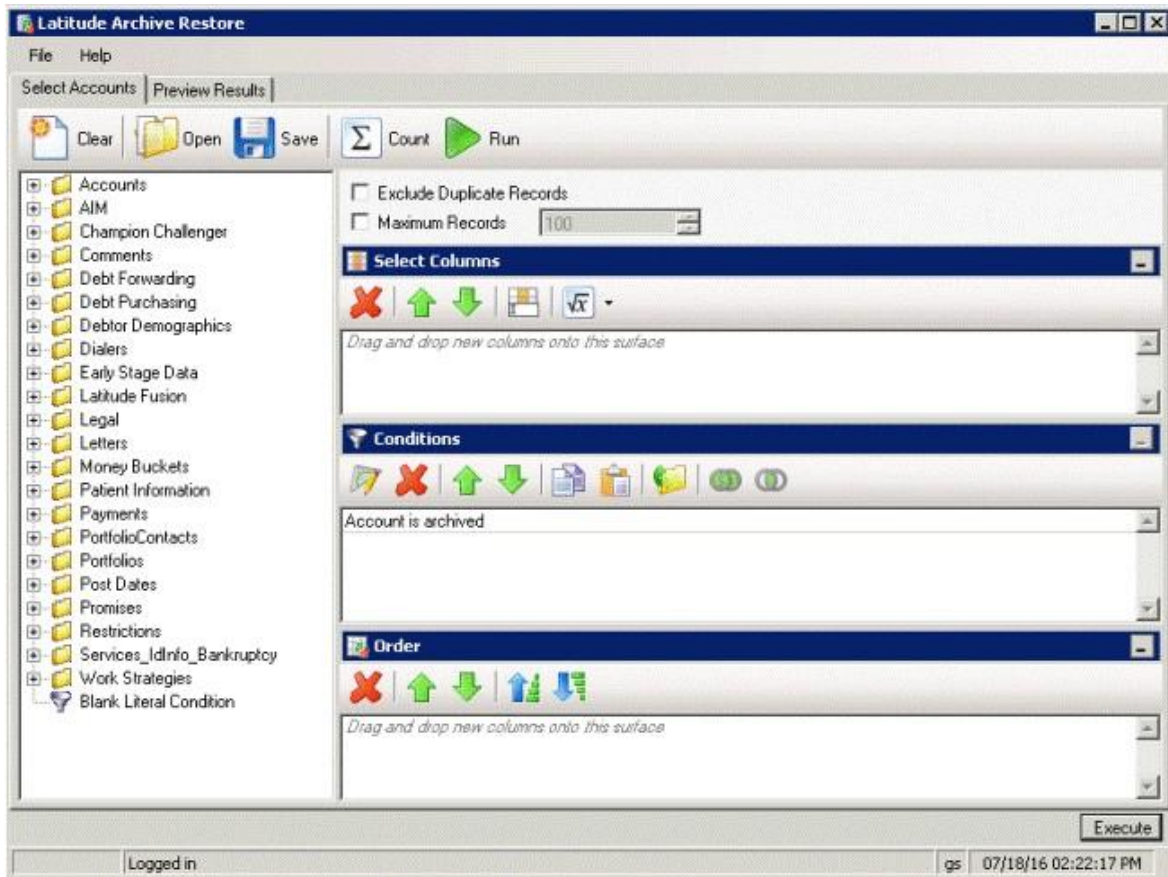 Latitude Archive Restore
File Help
Select Accounts Preview Results
Clear Open Save Σ Count Run
Accounts
AIM
Champion Challenger
Comments
Debt Forwarding
Debt Purchasing
Debtor Demographics
Dialers
Early Stage Data
Latitude Fusion
Legal
Letters
Money Buckets
Patient Information
Payments
PortfolioContacts
Portfolios
Post Dates
Promises
Restrictions
Services_IdInfo_Bankruptcy
Work Strategies
Blank Literal Condition
Exclude Duplicate Records
Maximum Records 100
Select Columns
√x
Drag and drop new columns onto this surface
Conditions
Account is archived
Order
Drag and drop new columns onto this surface
Execute
Logged in gs 07/18/16 02:22:17 PM